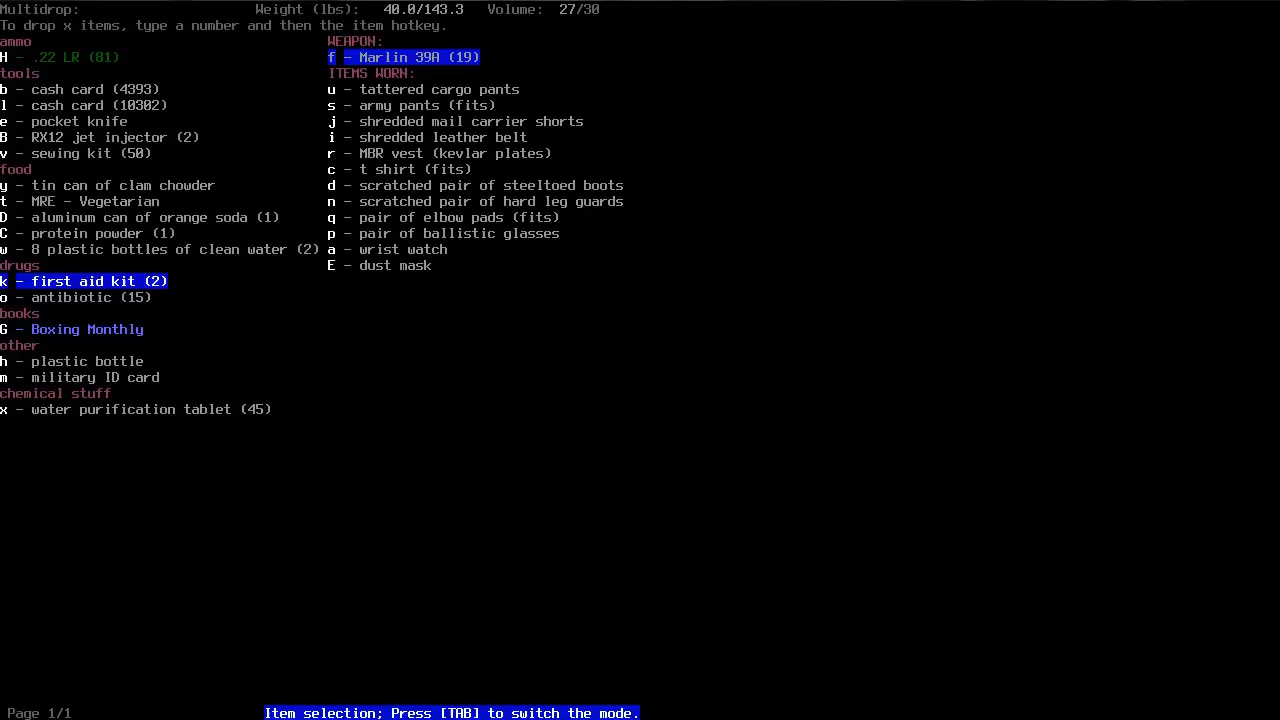 Multidrop: Weight (lbs): 40.0/143.3 Volume: 27/30
To drop x items, type a number and then the item hotkey.
ammo
H - .22 LR (81)
tools
b - cash card (4393)
l - cash card (10302)
e - pocket knife
B - RX12 jet injector (2)
v - sewing kit (50)
food
y - tin can of clam chowder
t - MRE - Vegetarian
D - aluminum can of orange soda (1)
C - protein powder (1)
w - 8 plastic bottles of clean water (2)
drugs
k - first aid kit (2)
o - antibiotic (15)
books
G - Boxing Monthly
other
h - plastic bottle
m - military ID card
chemical stuff
x - water purification tablet (45)
WEAPON:
f - Marlin 39A (19)
ITEMS WORN:
u - tattered cargo pants
s - army pants (fits)
j - shredded mail carrier shorts
i - shredded leather belt
r - MBR vest (kevlar plates)
c - t shirt (fits)
d - scratched pair of steeltoed boots
n - scratched pair of hard leg guards
q - pair of elbow pads (fits)
p - pair of ballistic glasses
a - wrist watch
E - dust mask
Page 1/1 Item selection; Press [TAB] to switch the mode.